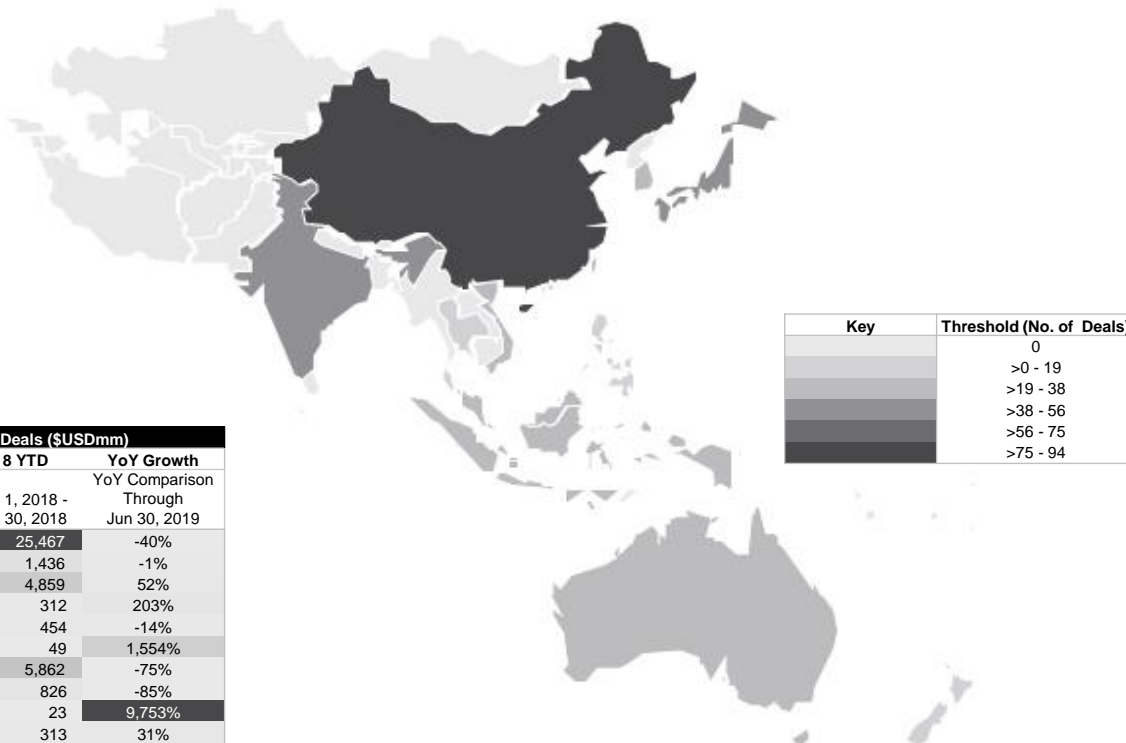 Key Threshold (No. of Deals)
0
>0 - 19
>19 - 38
>38 - 56
>56 - 75
>75 - 94
Deals ($USDmm)
8 YTD YoY Growth
YoY Comparison
1, 2018 - Through
30, 2018 Jun 30, 2019
25,467 -40%
1,436 -1%
4,859 52%
312 203%
454 -14%
49 1,554%
5,862 -75%
826 -85%
23 9,753%
313 31%